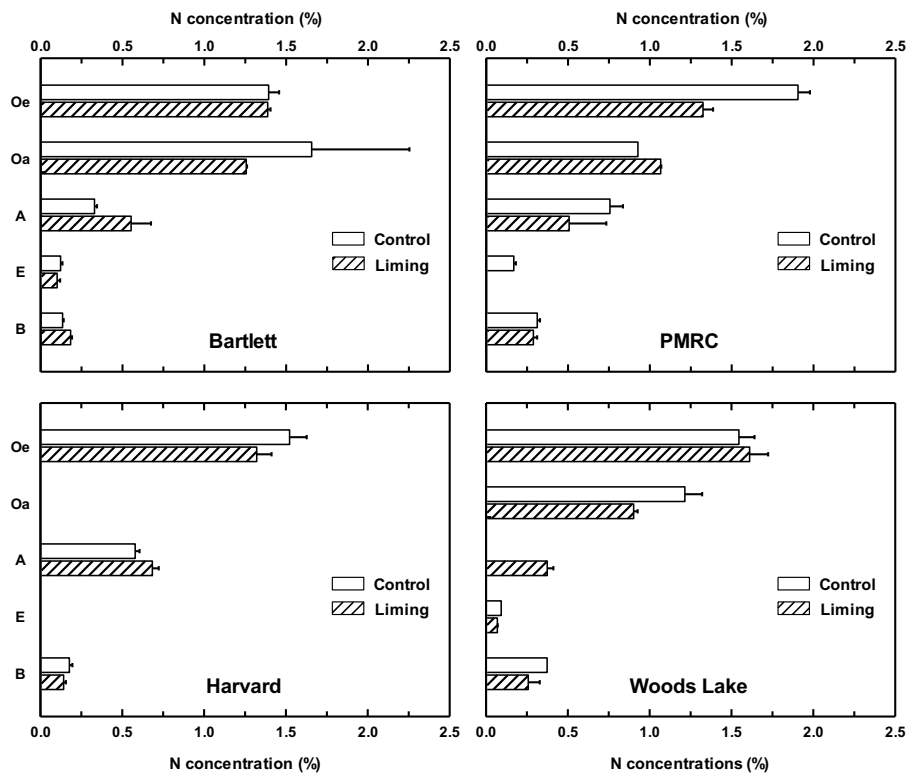 N concentration (%)
N concentration (%)
0.0 0.5 1.0 1.5 2.0 2.5
0.0 0.5 1.0 1.5 2.0 2.5
Oe
Oa
A
E
B
Control
Liming
Bartlett
Control
Liming
PMRC
Oe
Oa
A
E
B
Control
Liming
Harvard
Control
Liming
Woods Lake
0.0 0.5 1.0 1.5 2.0 2.5
0.0 0.5 1.0 1.5 2.0 2.5
N concentration (%)
N concentrations (%)